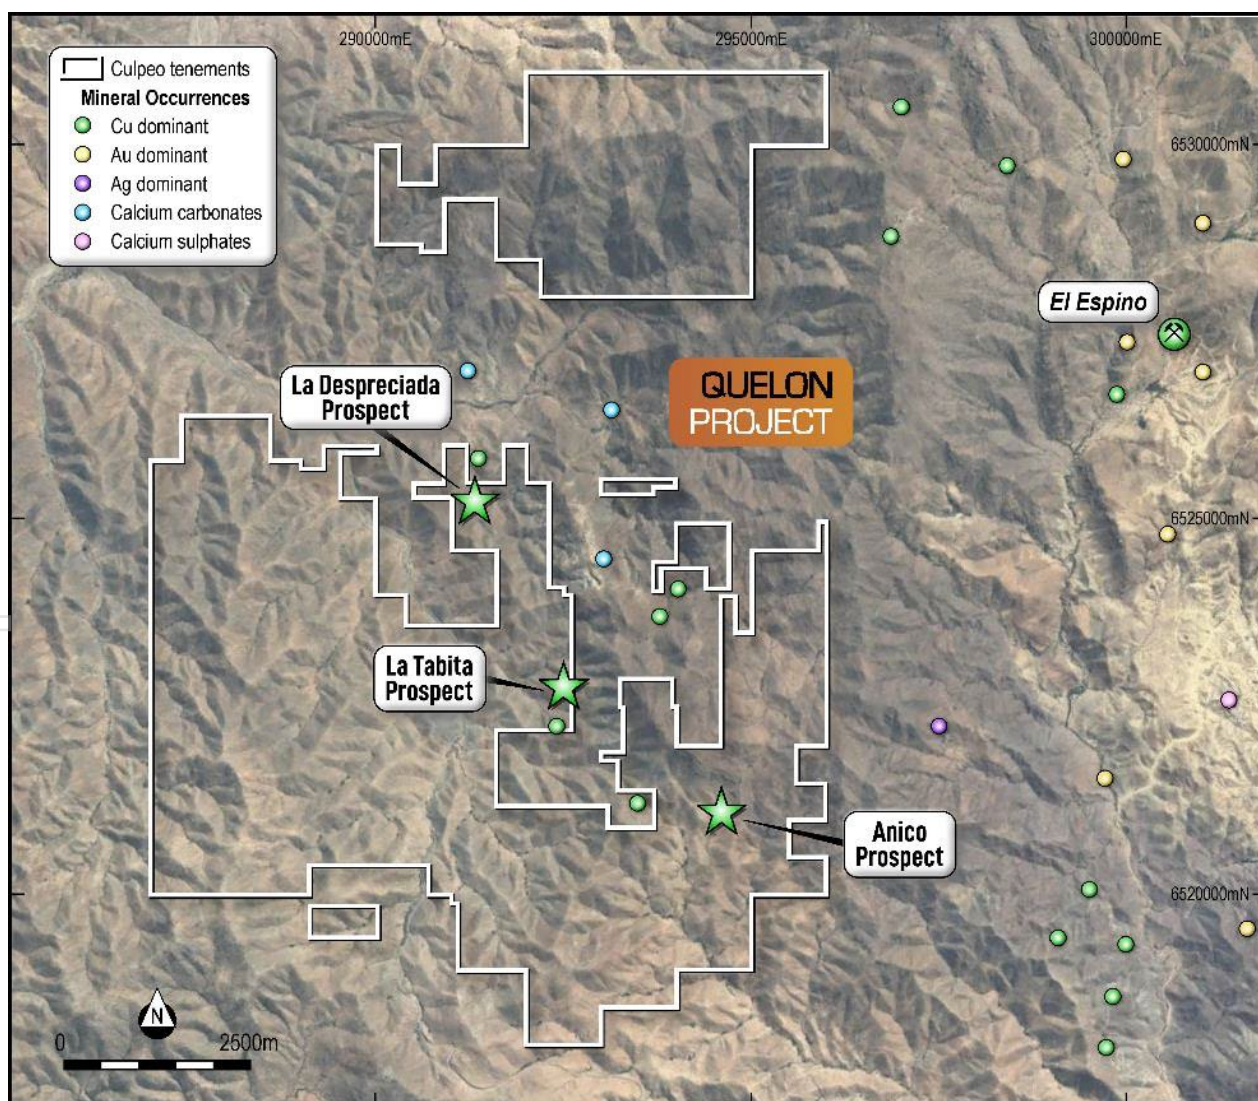 290000mE
295000mE
300000mE
Culpeo tenements
Mineral Occurrences
Cu dominant
Au dominant
Ag dominant
Calcium carbonates
Calcium sulphates
6530000mN
El Espino
La Despreciada
Prospect
QUELON
PROJECT
6525000mN
La Tabita
Prospect
Anico
Prospect
6520000mN
N
0
2500m